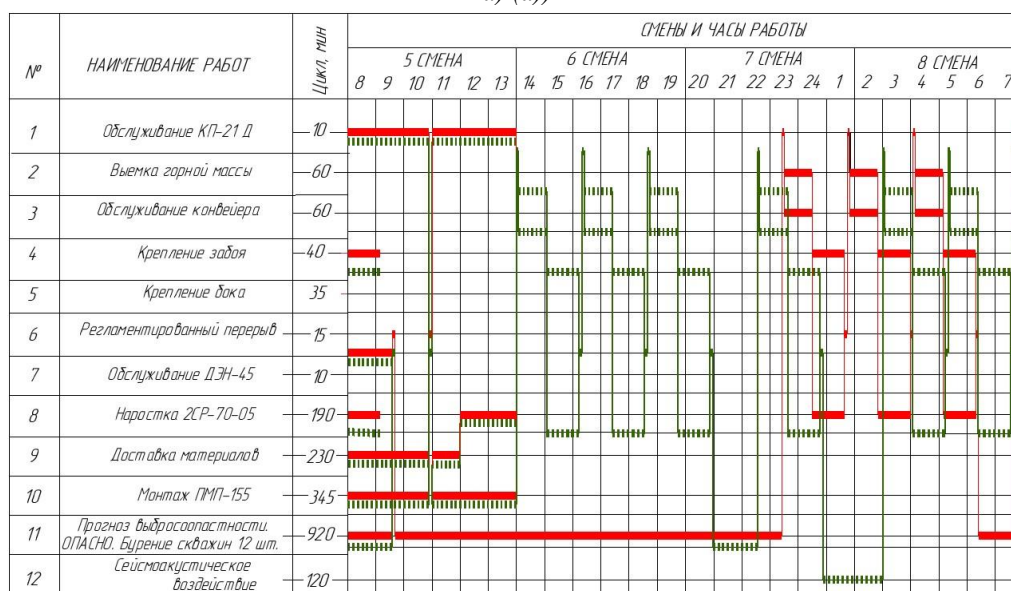 №
НАИМЕНОВАНИЕ РАБОТ
Цикл, мин
СМЕНЫ И ЧАСЫ РАБОТЫ
5 СМЕНА 6 СМЕНА 7 СМЕНА 8 СМЕНА
8 9 10 11 12 13 14 15 16 17 18 19 20 21 22 23 24 1 2 3 4 5 6 7
1 Обслуживание КП-21 Д 10
2 Выемка горной массы 60
3 Обслуживание конвейера 60
4 Крепление забоя 40
5 Крепление бока 35
6 Регламентированный перерыв 15
7 Обслуживание ДЭН-45 10
8 Наростка 2СР-70-05 190
9 Доставка материалов 230
10 Монтаж ПМП-155 345
11 Прогноз выбросоопастности. 920
ОПАСНО. Бурение скважин 12 шт.
12 Сейсмоакустическое 120
воздействие